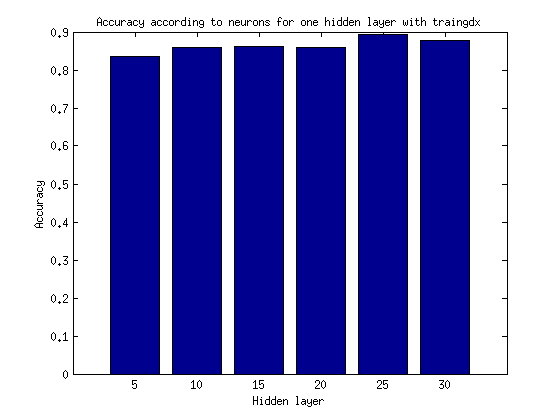 Accuracy according to neurons for one hidden layer with traingdx
0.9
0.8
0.7
0.6
0.5
0.4
0.3
0.2
0.1
0
Accuracy
5 10 15 20 25 30
Hidden layer